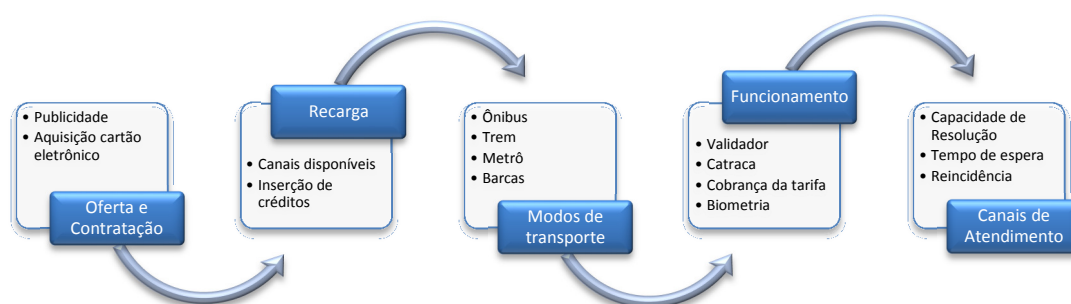 • Publicidade
• Aquisição cartão
eletrônico
Oferta e
Contratação
Recarga
• Canais disponíveis
• Inserção de
créditos
• Ônibus
• Trem
• Metrô
• Barcas
Modos de
transporte
Funcionamento
• Validador
• Catraca
• Cobrança da tarifa
• Biometria
• Capacidade de
Resolução
• Tempo de espera
• Reincidência
Canais de
Atendimento